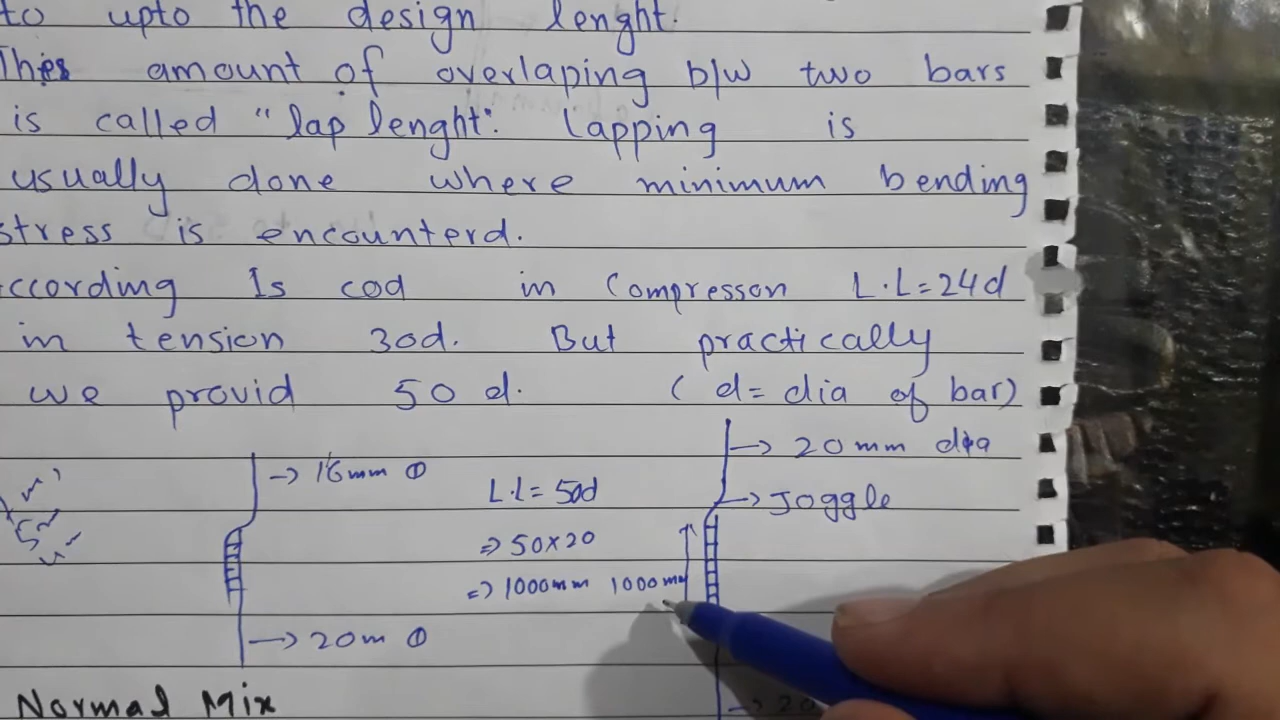 to upto the design lenght.
This amount of overlaping b/w two bars
is called "lap lenght". Lapping is
usually done where minimum bending
stress is encounterd.
ccording Is cod in Compresson L.L=24d
in tension 30d. But practically
we provid 50 d. ( d= dia of bar)
→ 20mm dia
→ 16mm Φ
L.L= 50d
→ Joggle
⇒ 50×20
⇒ 1000mm 1000mm
→ 20m Φ
Normal Mix
→ 20